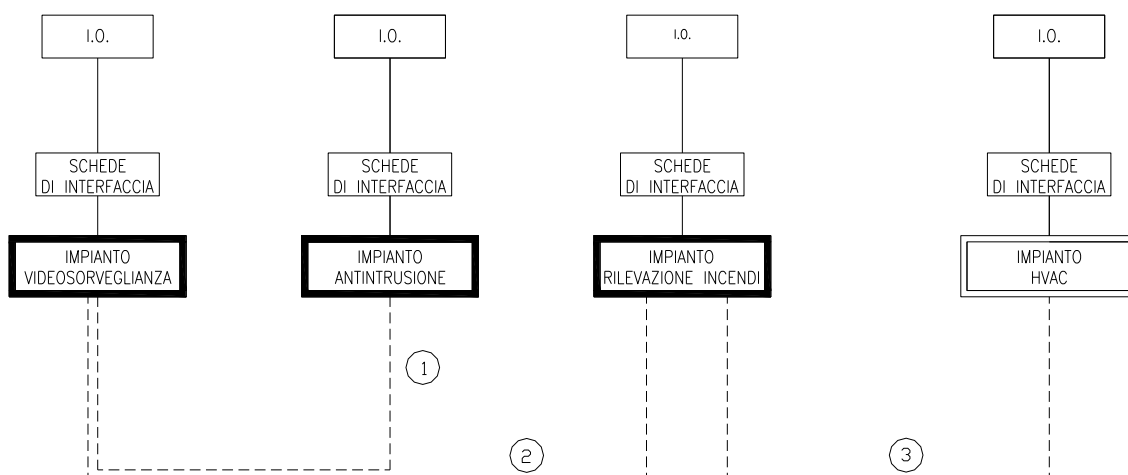 I.O.
I.O.
I.O.
I.O.
SCHEDE
DI INTERFACCIA
SCHEDE
DI INTERFACCIA
SCHEDE
DI INTERFACCIA
SCHEDE
DI INTERFACCIA
IMPIANTO
VIDEOSORVEGLIANZA
IMPIANTO
ANTINTRUSIONE
IMPIANTO
RILEVAZIONE INCENDI
IMPIANTO
HVAC
1
2
3